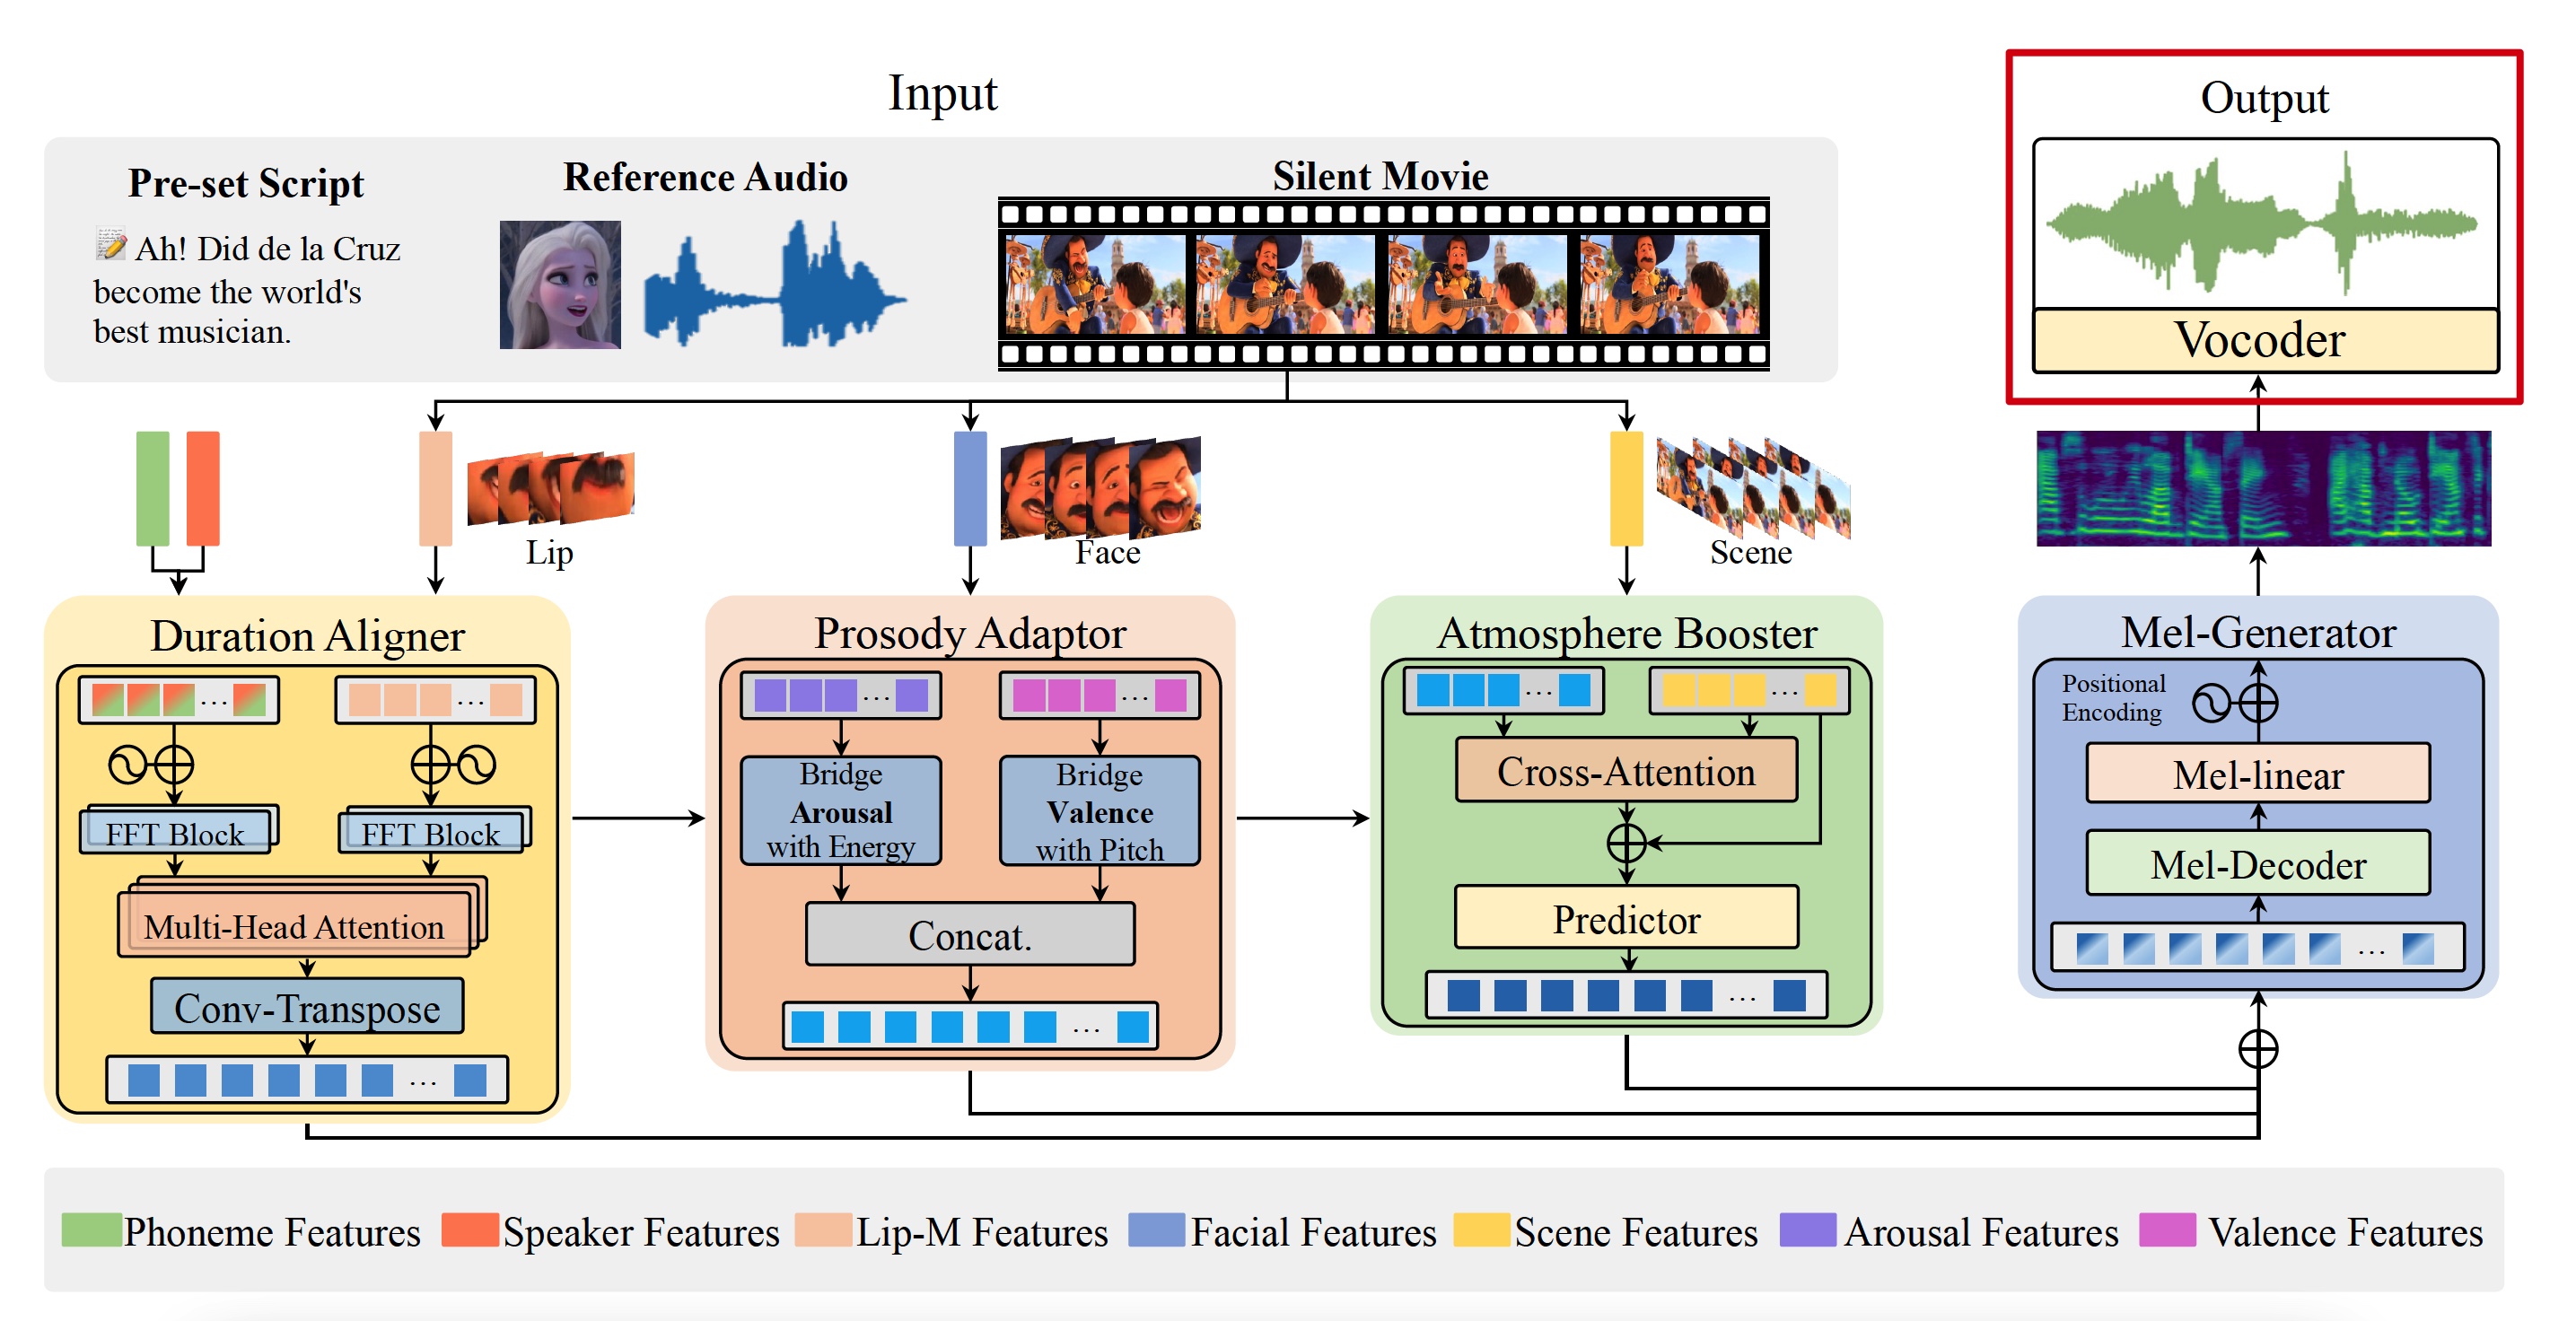 Input
Output
Pre-set Script
Reference Audio
Silent Movie
Ah! Did de la Cruz
become the world's
best musician.
Vocoder
Lip
Face
Scene
Duration Aligner
Prosody Adaptor
Atmosphere Booster
Mel-Generator
...
...
...
...
...
...
Positional
Encoding
FFT Block
FFT Block
Bridge
Arousal
with Energy
Bridge
Valence
with Pitch
Cross-Attention
Mel-linear
Multi-Head Attention
Concat.
Predictor
Mel-Decoder
Conv-Transpose
...
...
...
...
Phoneme Features
Speaker Features
Lip-M Features
Facial Features
Scene Features
Arousal Features
Valence Features